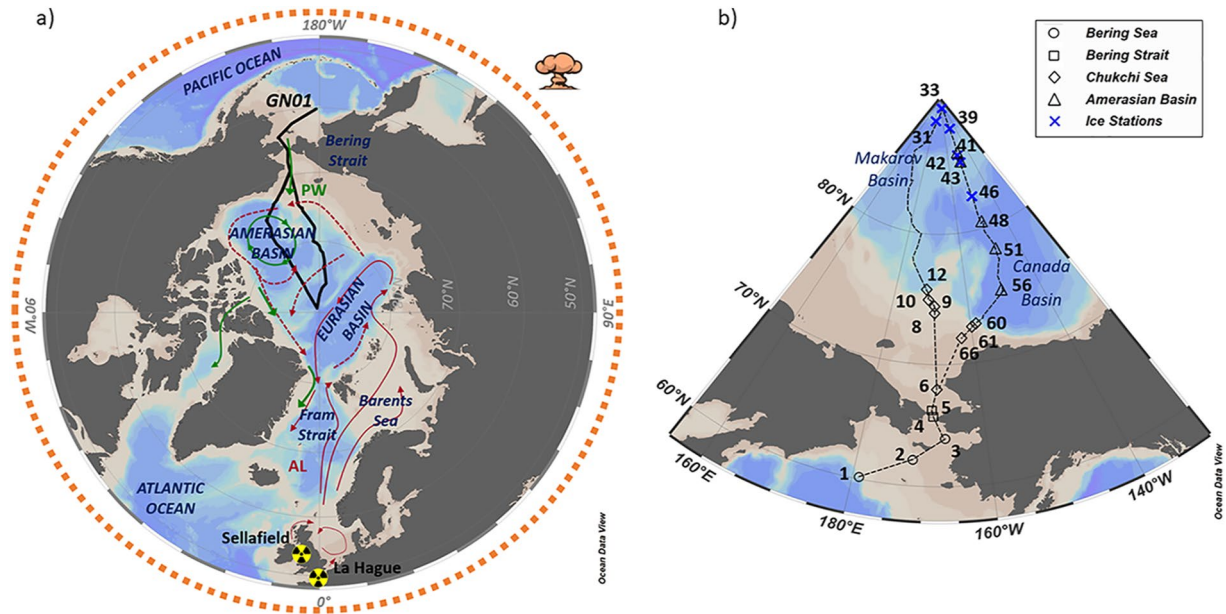 a)
180°W
PACIFIC OCEAN
GN01
Bering
Strait
PW
AMERASIAN
BASIN
EURASIAN
BASIN
80°N
70°N
60°N
50°N
90°W
90°E
Fram
Strait
Barents
Sea
AL
ATLANTIC
OCEAN
Sellafield
La Hague
0°
Ocean Data View
b)
Bering Sea
Bering Strait
Chukchi Sea
Amerasian Basin
Ice Stations
33
39
31
41
42
43
Makarov
Basin
46
48
51
80°N
12
Canada
Basin
56
10
9
8
60
61
66
70°N
6
5
4
3
2
1
60°N
160°E
180°E
160°W
140°W
Ocean Data View